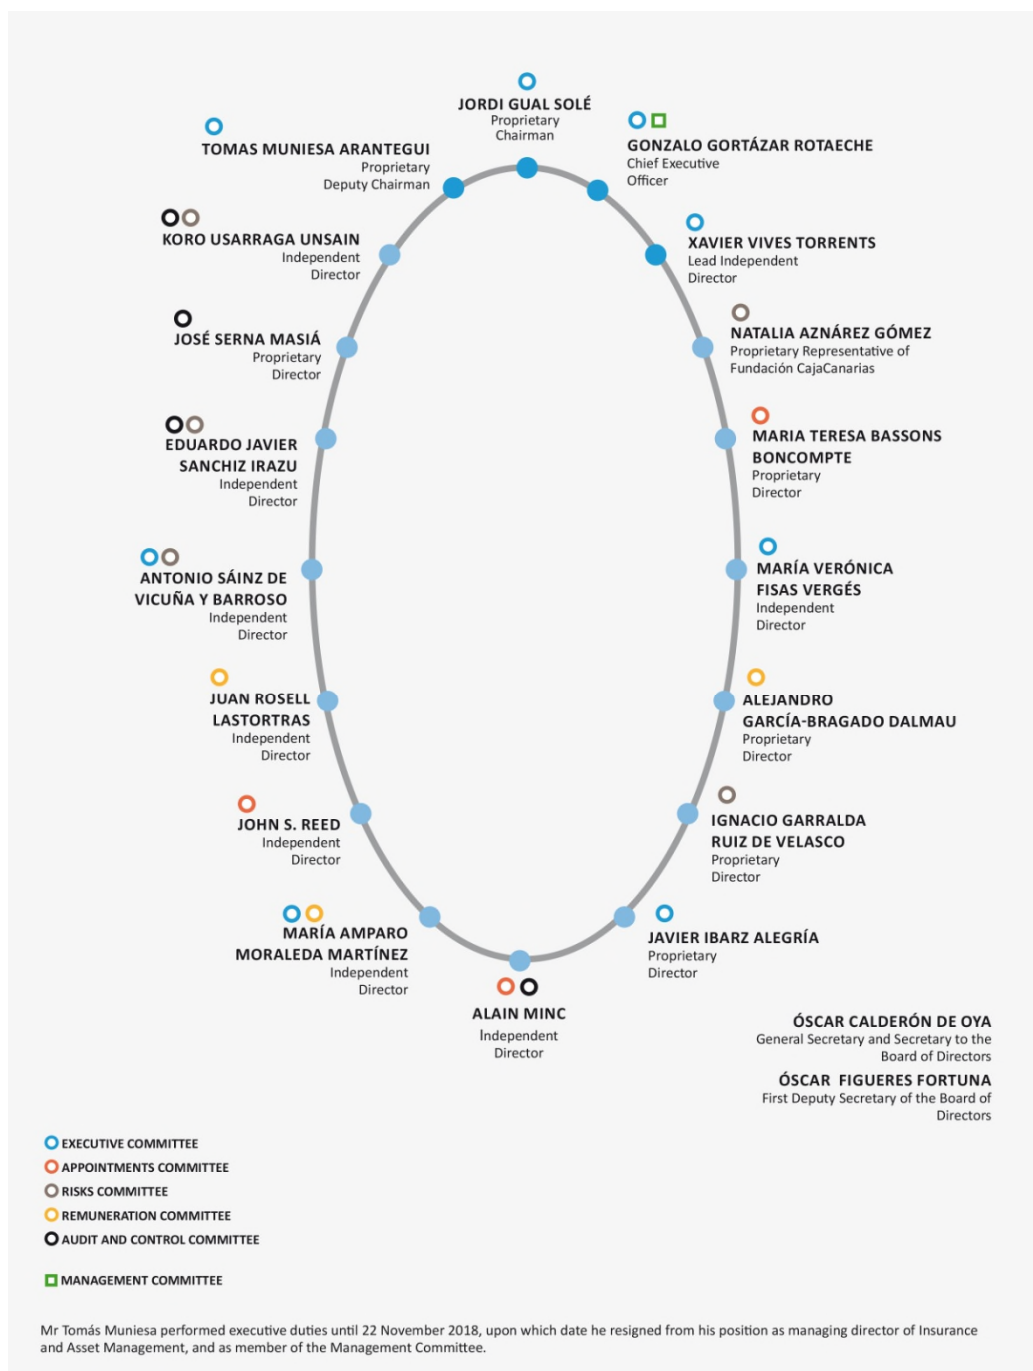 JORDI GUAL SOLÉ
Proprietary
Chairman
TOMAS MUNIESA ARANTEGUI
Proprietary
Deputy Chairman
GONZALO GORTÁZAR ROTAECHE
Chief Executive
Officer
KORO USARRAGA UNSAIN
Independent
Director
XAVIER VIVES TORRENTS
Lead Independent
Director
JOSÉ SERNA MASIÁ
Proprietary
Director
NATALIA AZNÁREZ GÓMEZ
Proprietary Representative of
Fundación CajaCanarias
EDUARDO JAVIER
SANCHIZ IRAZU
Independent
Director
MARIA TERESA BASSONS
BONCOMPTE
Proprietary
Director
ANTONIO SÁINZ DE
VICUÑA Y BARROSO
Independent
Director
MARÍA VERÓNICA
FISAS VERGÉS
Independent
Director
JUAN ROSELL
LASTORTRAS
Independent
Director
ALEJANDRO
GARCÍA-BRAGADO DALMAU
Proprietary
Director
JOHN S. REED
Independent
Director
IGNACIO GARRALDA
RUIZ DE VELASCO
Proprietary
Director
MARÍA AMPARO
MORALEDA MARTÍNEZ
Independent
Director
JAVIER IBARZ ALEGRÍA
Proprietary
Director
ALAIN MINC
Independent
Director
ÓSCAR CALDERÓN DE OYA
General Secretary and Secretary to the
Board of Directors
ÓSCAR FIGUERES FORTUNA
First Deputy Secretary of the Board of
Directors
EXECUTIVE COMMITTEE
APPOINTMENTS COMMITTEE
RISKS COMMITTEE
REMUNERATION COMMITTEE
AUDIT AND CONTROL COMMITTEE
MANAGEMENT COMMITTEE
Mr Tomás Muniesa performed executive duties until 22 November 2018, upon which date he resigned from his position as managing director of Insurance
and Asset Management, and as member of the Management Committee.